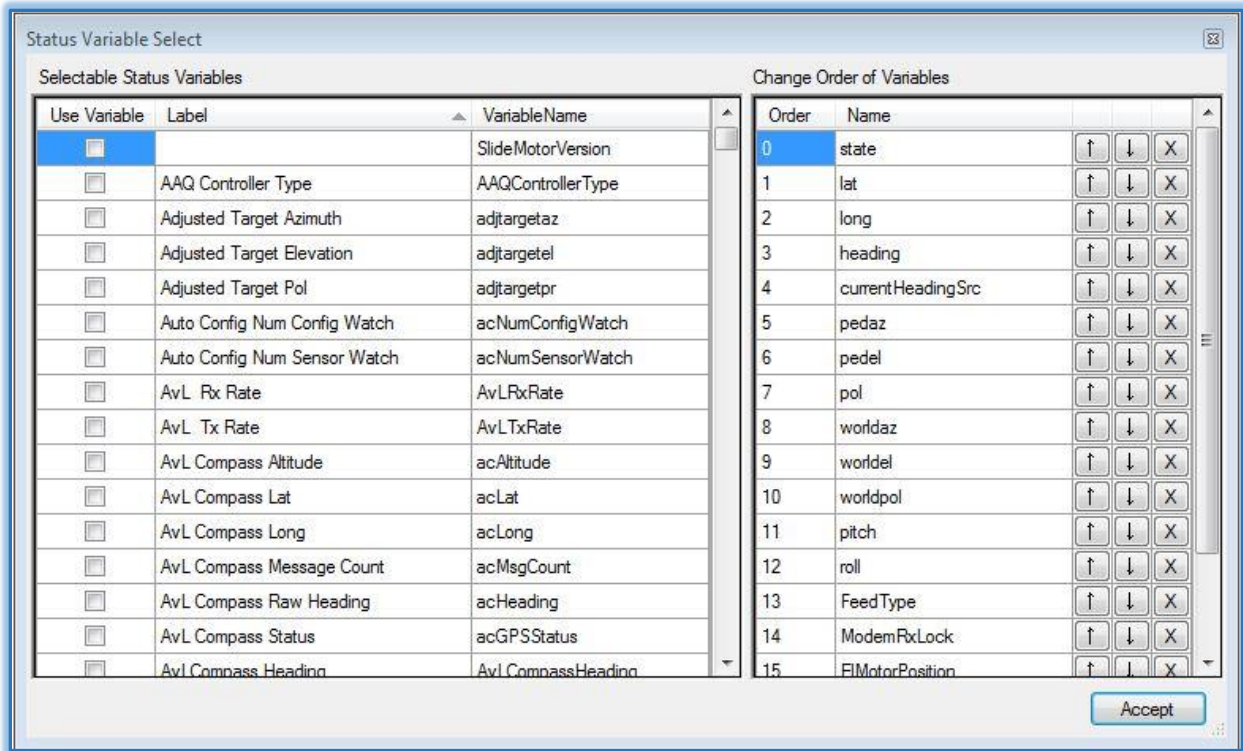 Status Variable Select
Selectable Status Variables
Use Variable Label VariableName
SlideMotorVersion
AAQ Controller Type AAQControllerType
Adjusted Target Azimuth adjtargetaz
Adjusted Target Elevation adjtargetel
Adjusted Target Pol adjtargetpr
Auto Config Num Config Watch acNumConfigWatch
Auto Config Num Sensor Watch acNumSensorWatch
AvL Rx Rate AvLRxRate
AvL Tx Rate AvLTxRate
AvL Compass Altitude acAltitude
AvL Compass Lat acLat
AvL Compass Long acLong
AvL Compass Message Count acMsgCount
AvL Compass Raw Heading acHeading
AvL Compass Status acGPSStatus
AvLCompass Heading AvLCompassHeading
Change Order of Variables
Order Name
0 state ↑ ↓ X
1 lat ↑ ↓ X
2 long ↑ ↓ X
3 heading ↑ ↓ X
4 currentHeadingSrc ↑ ↓ X
5 pedaz ↑ ↓ X
6 pedel ↑ ↓ X
7 pol ↑ ↓ X
8 worldaz ↑ ↓ X
9 worldel ↑ ↓ X
10 worldpol ↑ ↓ X
11 pitch ↑ ↓ X
12 roll ↑ ↓ X
13 FeedType ↑ ↓ X
14 ModemRxLock ↑ ↓ X
15 ElMotorPosition ↑ ↓ X
Accept